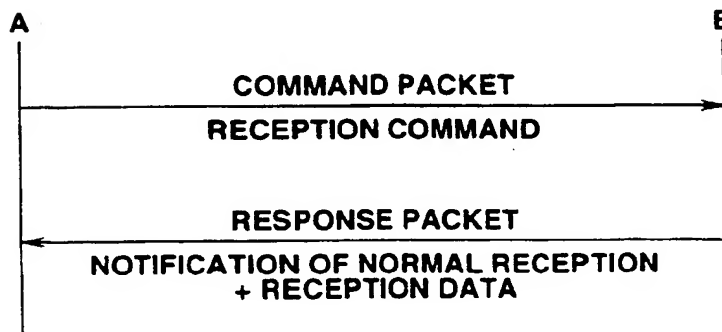 A
COMMAND PACKET
RECEPTION COMMAND
RESPONSE PACKET
NOTIFICATION OF NORMAL RECEPTION
+ RECEPTION DATA